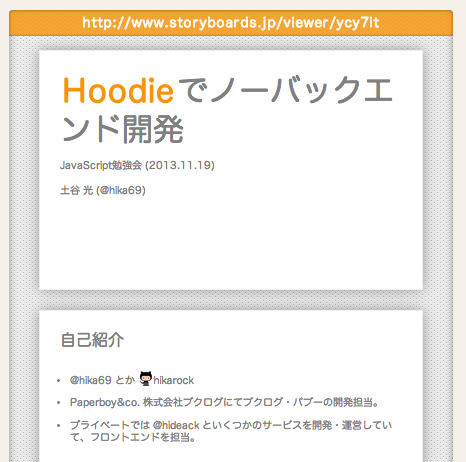 http://www.storyboards.jp/viewer/ycy7it
Hoodieでノーバックエ
ンド開発
JavaScript勉強会 (2013.11.19)
土谷 光 (@hika69)
自己紹介
• @hika69 とか hikarock
• Paperboy&co. 株式会社ブクログにてブクログ・パブーの開発担当。
• プライベートでは @hideack といくつかのサービスを開発・運営してい
て、フロントエンドを担当。